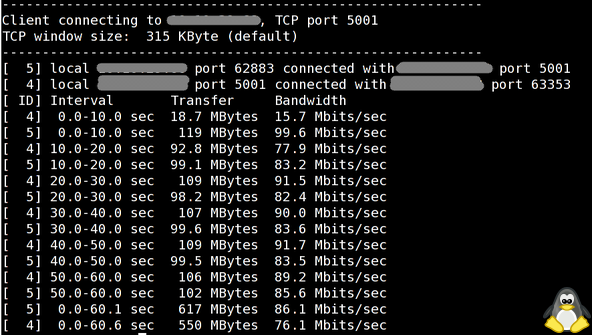 ------------------------------------------------------------
Client connecting to , TCP port 5001
TCP window size:  315 KByte (default)
------------------------------------------------------------
[  5] local  port 62883 connected with  port 5001
[  4] local  port 5001 connected with  port 63353
[ ID] Interval       Transfer     Bandwidth
[  4]  0.0-10.0 sec  18.7 MBytes  15.7 Mbits/sec
[  5]  0.0-10.0 sec   119 MBytes  99.6 Mbits/sec
[  4] 10.0-20.0 sec  92.8 MBytes  77.9 Mbits/sec
[  5] 10.0-20.0 sec  99.1 MBytes  83.2 Mbits/sec
[  4] 20.0-30.0 sec   109 MBytes  91.5 Mbits/sec
[  5] 20.0-30.0 sec  98.2 MBytes  82.4 Mbits/sec
[  4] 30.0-40.0 sec   107 MBytes  90.0 Mbits/sec
[  5] 30.0-40.0 sec  99.6 MBytes  83.6 Mbits/sec
[  4] 40.0-50.0 sec   109 MBytes  91.7 Mbits/sec
[  5] 40.0-50.0 sec  99.5 MBytes  83.5 Mbits/sec
[  4] 50.0-60.0 sec   106 MBytes  89.2 Mbits/sec
[  5] 50.0-60.0 sec   102 MBytes  85.6 Mbits/sec
[  5]  0.0-60.1 sec   617 MBytes  86.1 Mbits/sec
[  4]  0.0-60.6 sec   550 MBytes  76.1 Mbits/sec